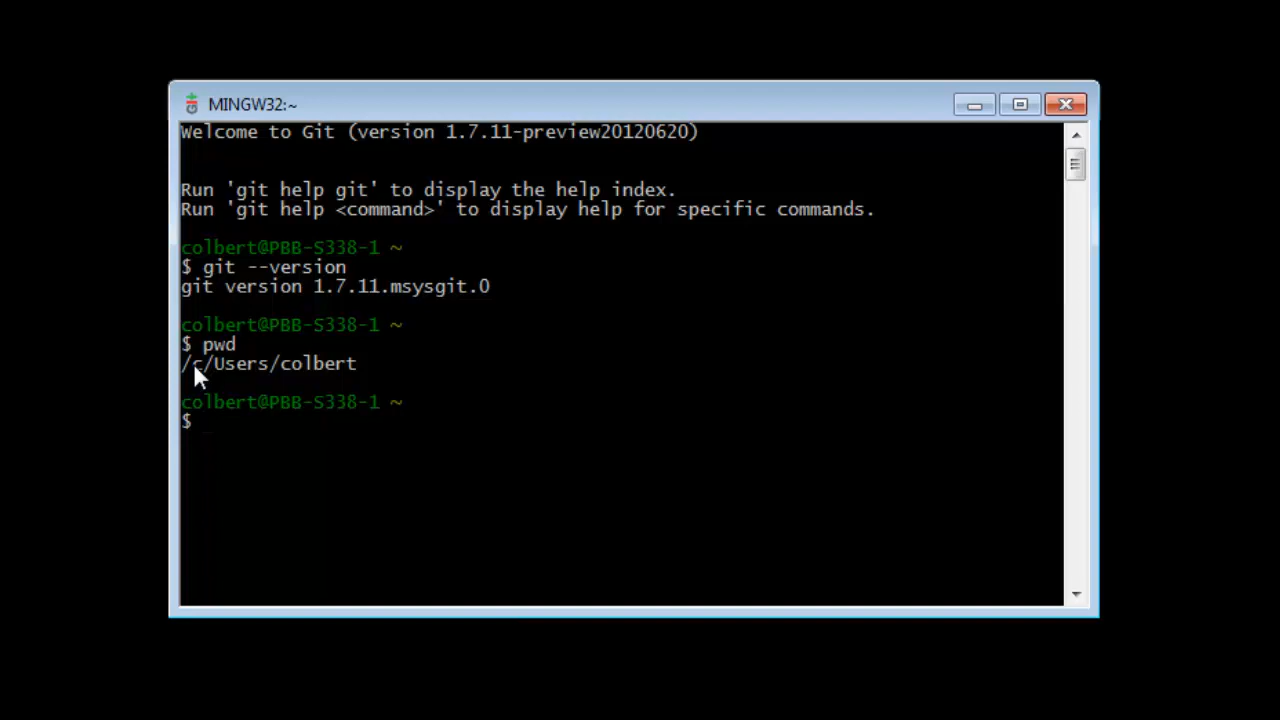 MINGW32:~
Welcome to Git (version 1.7.11-preview20120620)
Run 'git help git' to display the help index.
Run 'git help <command>' to display help for specific commands.
colbert@PBB-S338-1 ~
$ git --version
git version 1.7.11.msysgit.0
colbert@PBB-S338-1 ~
$ pwd
/c/Users/colbert
colbert@PBB-S338-1 ~
$